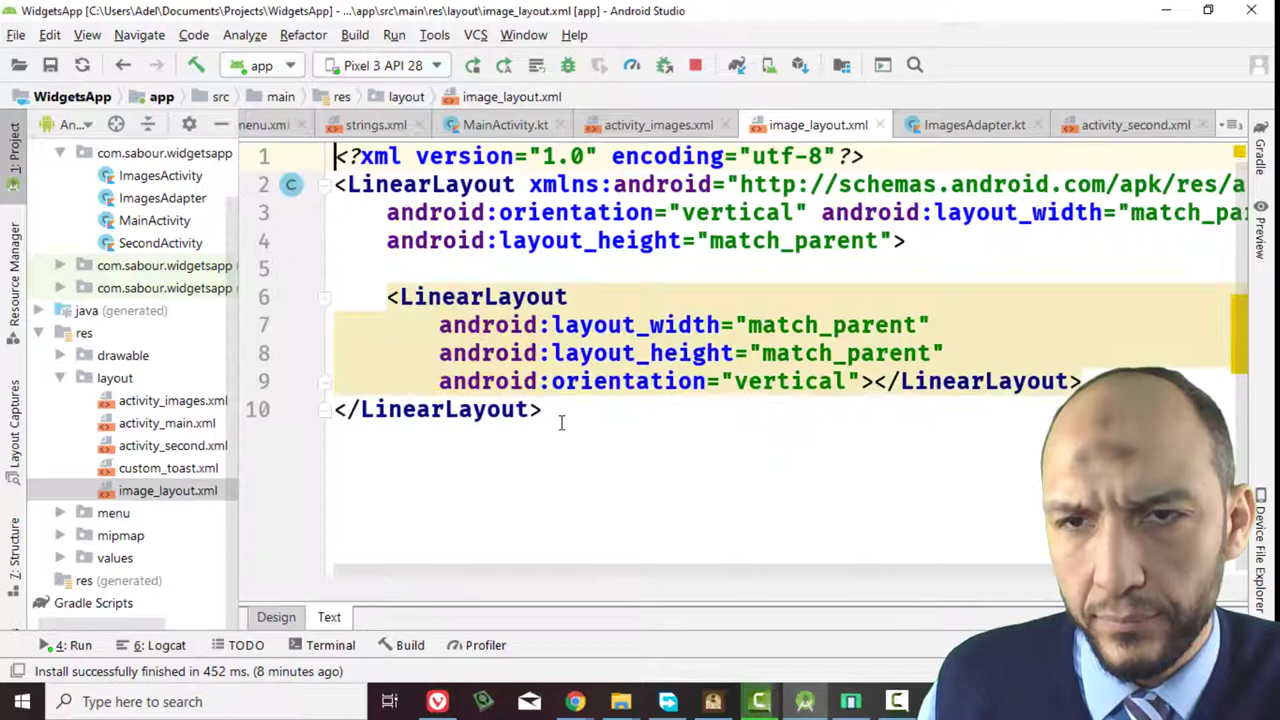 WidgetsApp [C:\Users\Adel\Documents\Projects\WidgetsApp] - ...\app\src\main\res\layout\image_layout.xml [app] - Android Studio
File Edit View Navigate Code Analyze Refactor Build Run Tools VCS Window Help
app Pixel 3 API 28
WidgetsApp app src main res layout image_layout.xml
An... menu.xml strings.xml MainActivity.kt activity_images.xml image_layout.xml ImagesAdapter.kt activity_second.xml
1: Project
Resource Manager
Layout Captures
7: Structure
com.sabour.widgetsapp
ImagesActivity
ImagesAdapter
MainActivity
SecondActivity
com.sabour.widgetsapp
com.sabour.widgetsapp
java (generated)
res
drawable
layout
activity_images.xml
activity_main.xml
activity_second.xml
custom_toast.xml
image_layout.xml
menu
mipmap
values
res (generated)
Gradle Scripts
1 <?xml version="1.0" encoding="utf-8"?>
2 <LinearLayout xmlns:android="http://schemas.android.com/apk/res/a
3 android:orientation="vertical" android:layout_width="match_pa
4 android:layout_height="match_parent">
5
6 <LinearLayout
7 android:layout_width="match_parent"
8 android:layout_height="match_parent"
9 android:orientation="vertical"></LinearLayout>
10 </LinearLayout>
Gradle
Preview
Device File Explorer
Design Text
4: Run 6: Logcat TODO Terminal Build Profiler
Install successfully finished in 452 ms. (8 minutes ago)
Type here to search